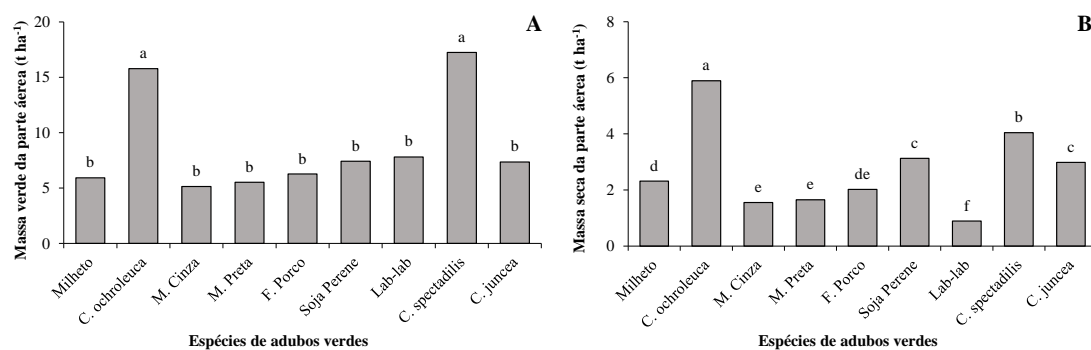 A
Massa verde da parte áerea (t ha-1)
20
15
10
5
0
b
a
b
b
b
b
b
a
b
Milheto
C. ochroleuca
M. Cinza
M. Preta
F. Porco
Soja Perene
Lab-lab
C. spectadilis
C. juncea
Espécies de adubos verdes
B
Massa seca da parte áerea (t ha-1)
8
6
4
2
0
d
a
e
e
de
c
f
b
c
Milheto
C. ochroleuca
M. Cinza
M. Preta
F. Porco
Soja Perene
Lab-lab
C. spectadilis
C. juncea
Espécies de adubos verdes